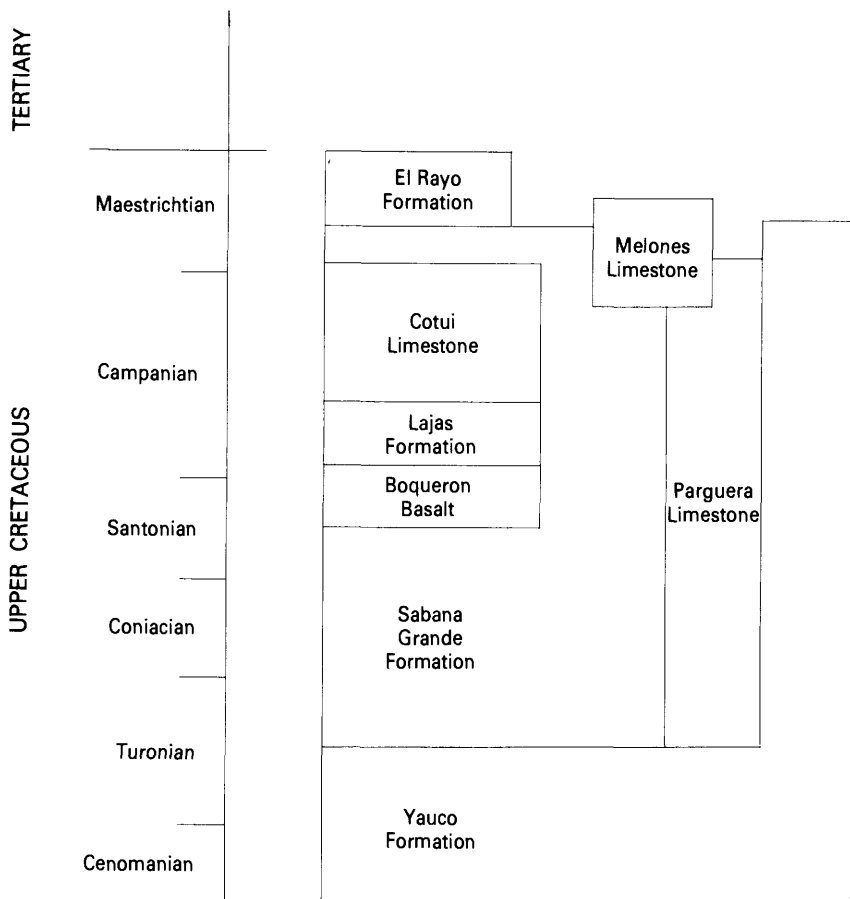 TERTIARY
UPPER CRETACEOUS
Maestrichtian
Campanian
Santonian
Coniacian
Turonian
Cenomanian
El Rayo
Formation
Melones
Limestone
Cotui
Limestone
Lajas
Formation
Boqueron
Basalt
Parguera
Limestone
Sabana
Grande
Formation
Yauco
Formation